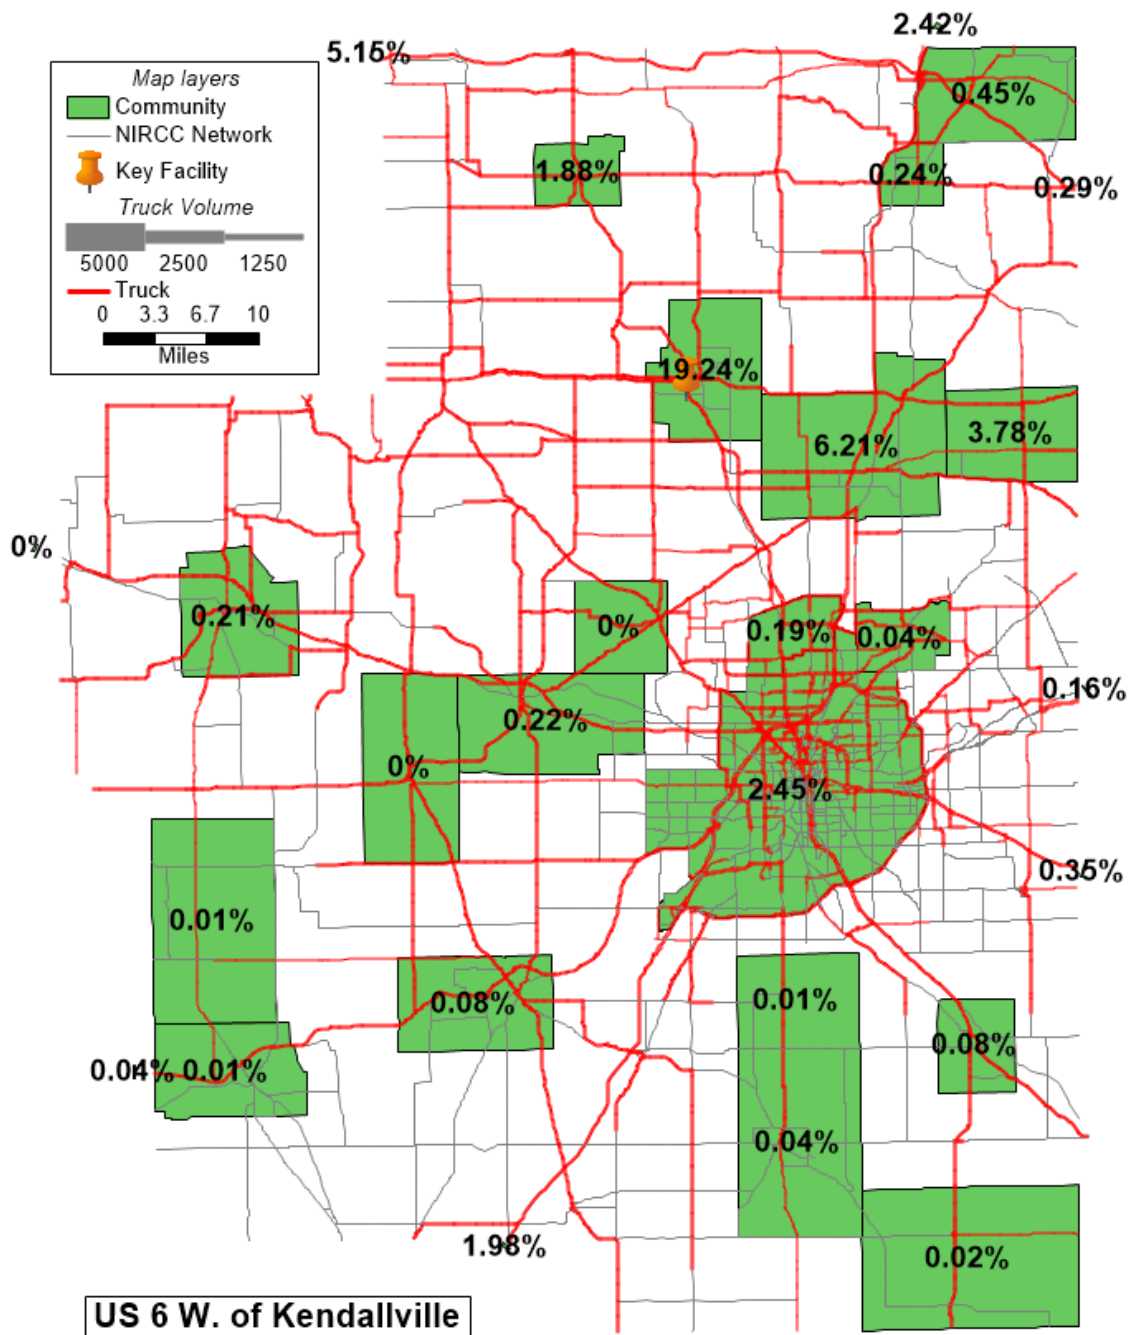 2.42%
5.15%
Map layers
Community
NIRCC Network
Key Facility
Truck Volume
5000 2500 1250
Truck
0 3.3 6.7 10
Miles
0.45%
1.88%
0.24%
0.29%
19.24%
6.21%
3.78%
0%
0.21%
0%
0.19%
0.04%
0.16%
0.22%
0%
2.45%
0.35%
0.01%
0.08%
0.01%
0.08%
0.04% 0.01%
0.04%
1.98%
0.02%
US 6 W. of Kendallville